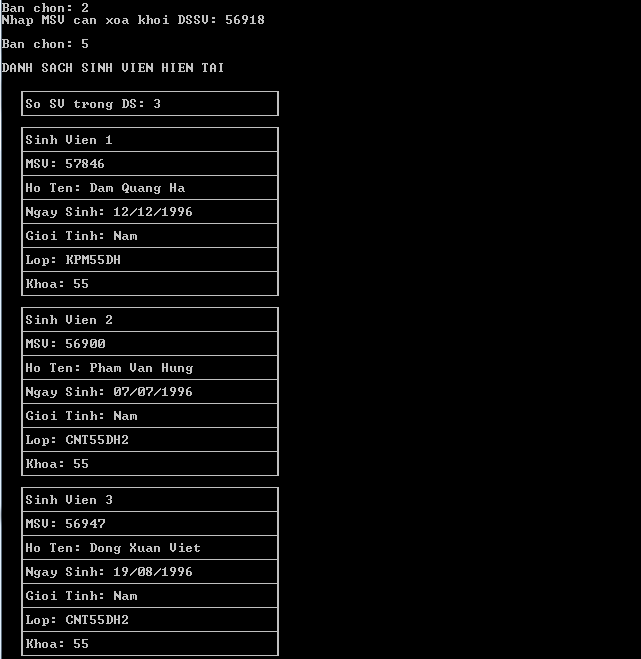 Ban chon: 2
Nhap MSV can xoa khoi DSSV: 56918
Ban chon: 5
DANH SACH SINH VIEN HIEN TAI
So SV trong DS: 3
Sinh Vien 1
MSV: 57846
Ho Ten: Dam Quang Ha
Ngay Sinh: 12/12/1996
Gioi Tinh: Nam
Lop: KPM55DH
Khoa: 55
Sinh Vien 2
MSV: 56900
Ho Ten: Pham Van Hung
Ngay Sinh: 07/07/1996
Gioi Tinh: Nam
Lop: CNT55DH2
Khoa: 55
Sinh Vien 3
MSV: 56947
Ho Ten: Dong Xuan Viet
Ngay Sinh: 19/08/1996
Gioi Tinh: Nam
Lop: CNT55DH2
Khoa: 55